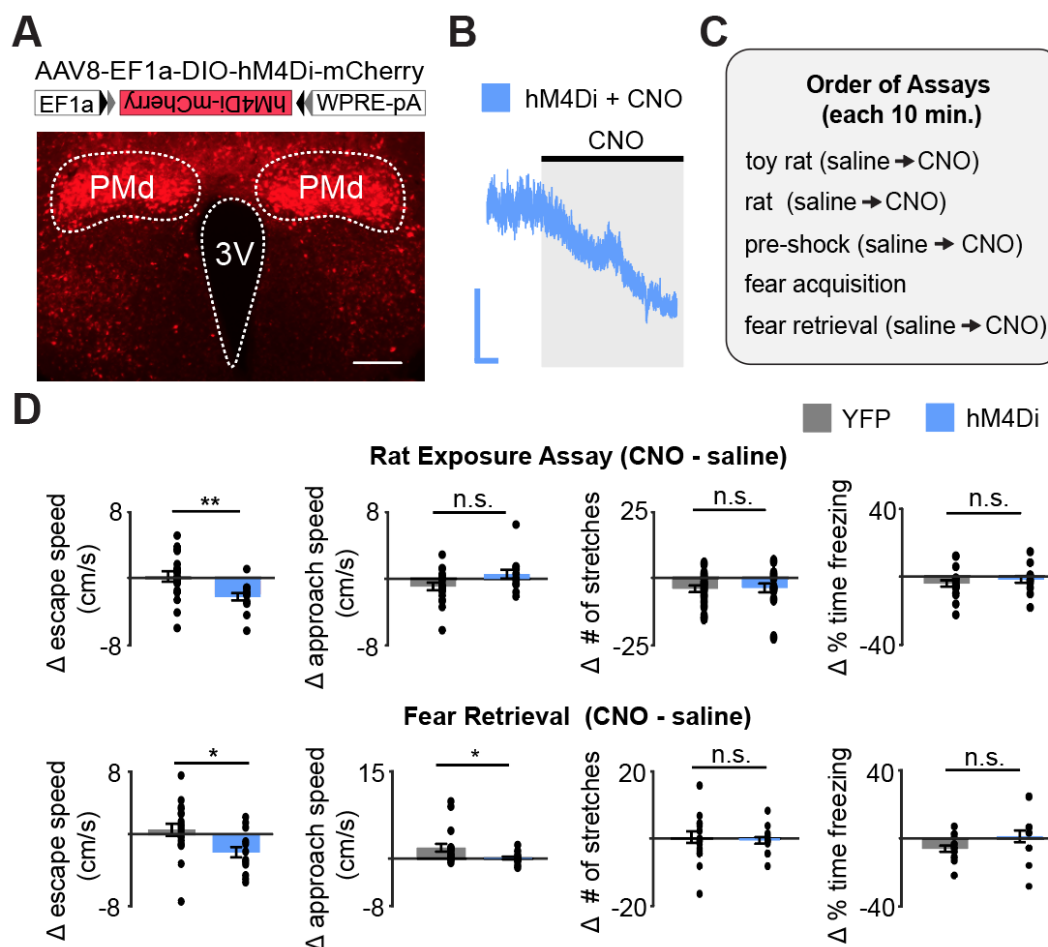 A
AAV8-EF1a-DIO-hM4Di-mCherry
EF1a hM4Di-mCherry WPRE-pA
PMd PMd
3V
B
hM4Di + CNO
CNO
C
Order of Assays
(each 10 min.)
toy rat (saline → CNO)
rat (saline → CNO)
pre-shock (saline → CNO)
fear acquisition
fear retrieval (saline → CNO)
D
YFP hM4Di
Rat Exposure Assay (CNO - saline)
Δ escape speed
(cm/s)
8
-8
**
Δ approach speed
(cm/s)
8
-8
n.s.
Δ # of stretches
25
-25
n.s.
Δ % time freezing
40
-40
n.s.
Fear Retrieval (CNO - saline)
Δ escape speed
(cm/s)
8
-8
*
Δ approach speed
(cm/s)
15
-8
*
Δ # of stretches
20
-20
n.s.
Δ % time freezing
40
-40
n.s.